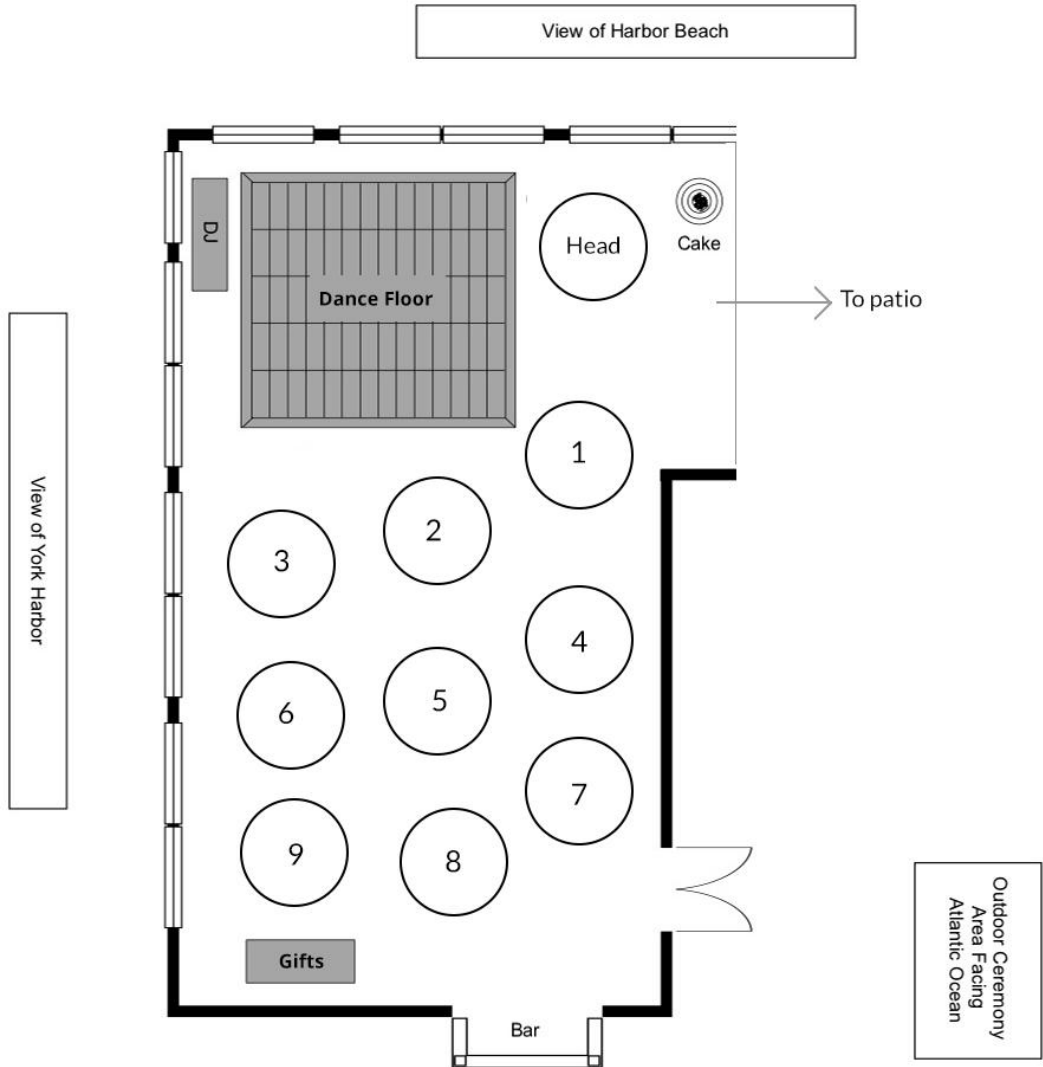 View of Harbor Beach
DJ
Head
Cake
Dance Floor
To patio
1
2
3
View of York Harbor
4
5
6
7
8
9
Outdoor Ceremony
Area Facing
Atlantic Ocean
Gifts
Bar